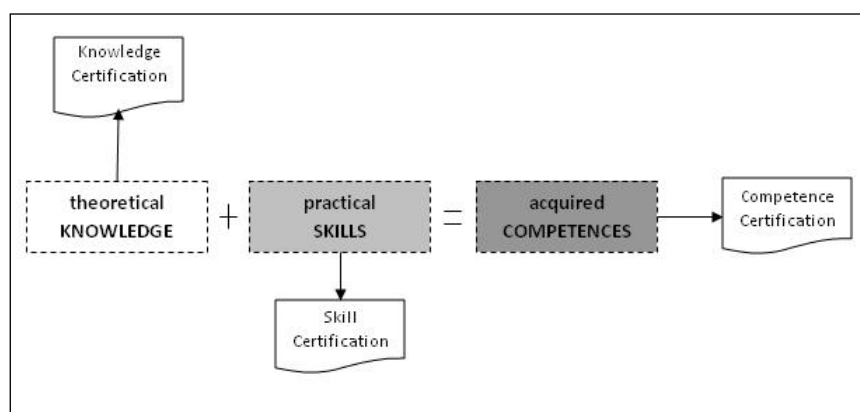 Knowledge
Certification
theoretical
KNOWLEDGE
+
practical
SKILLS
=
acquired
COMPETENCES
Competence
Certification
Skill
Certification